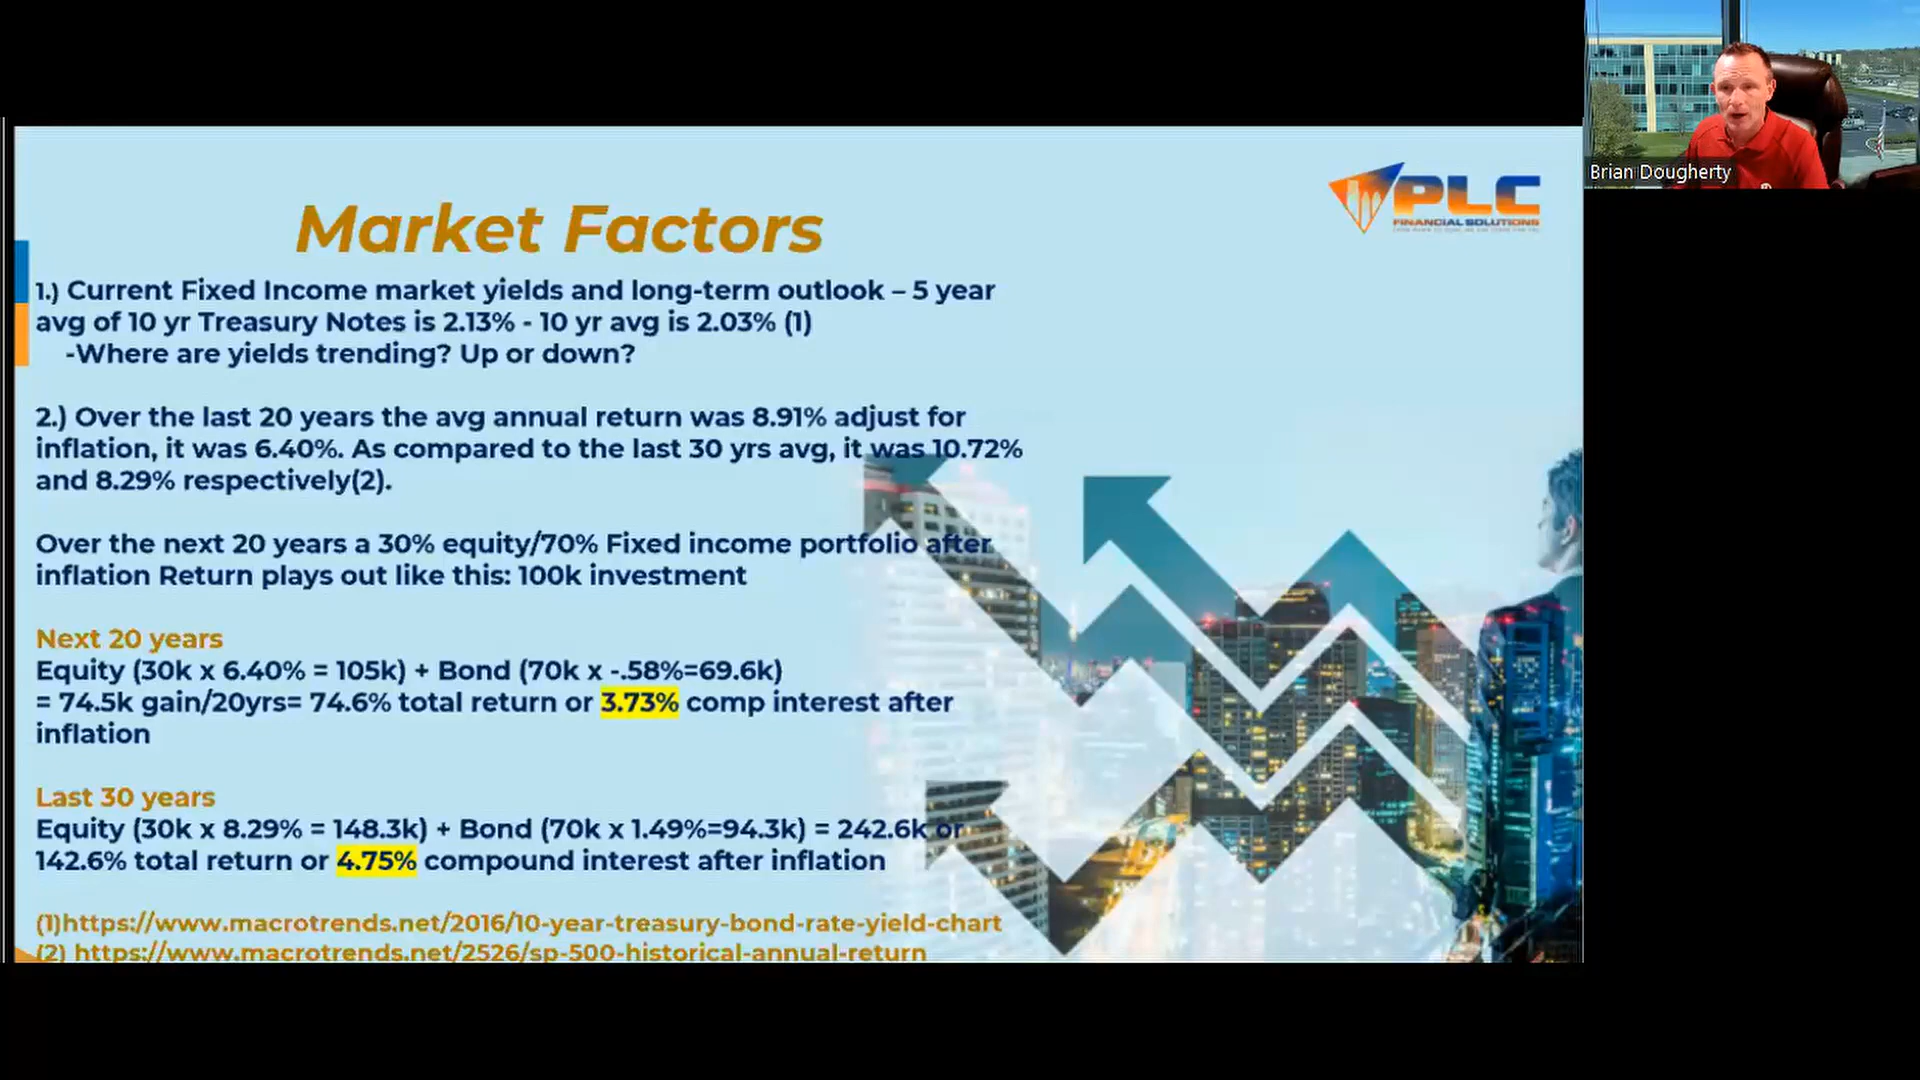 Brian Dougherty
PLC
FINANCIAL SOLUTIONS
Market Factors
1.) Current Fixed Income market yields and long-term outlook – 5 year
avg of 10 yr Treasury Notes is 2.13% - 10 yr avg is 2.03% (1)
-Where are yields trending? Up or down?
2.) Over the last 20 years the avg annual return was 8.91% adjust for
inflation, it was 6.40%. As compared to the last 30 yrs avg, it was 10.72%
and 8.29% respectively(2).
Over the next 20 years a 30% equity/70% Fixed income portfolio after
inflation Return plays out like this: 100k investment
Next 20 years
Equity (30k x 6.40% = 105k) + Bond (70k x -.58%=69.6k)
= 74.5k gain/20yrs= 74.6% total return or 3.73% comp interest after
inflation
Last 30 years
Equity (30k x 8.29% = 148.3k) + Bond (70k x 1.49%=94.3k) = 242.6k or
142.6% total return or 4.75% compound interest after inflation
(1)https://www.macrotrends.net/2016/10-year-treasury-bond-rate-yield-chart
(2) https://www.macrotrends.net/2526/sp-500-historical-annual-return